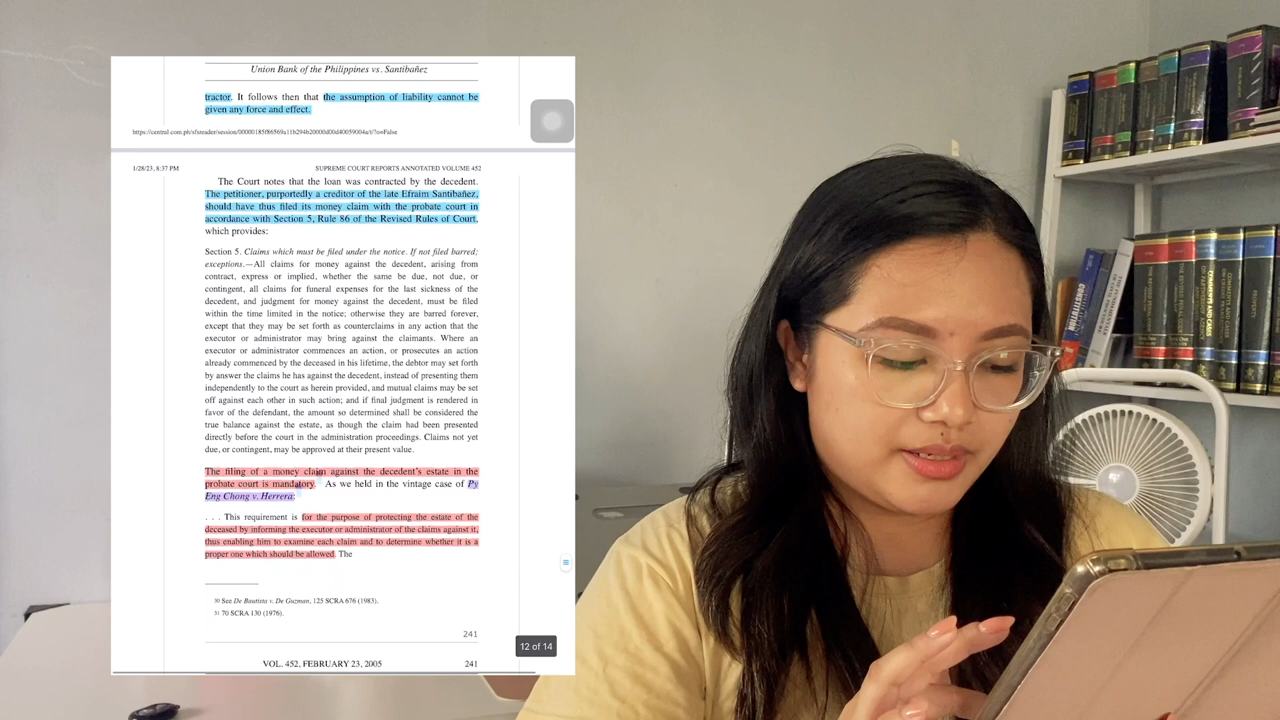 Union Bank of the Philippines vs. Santibañez
tractor. It follows then that the assumption of liability cannot be
given any force and effect.
1/28/23, 8:37 PM
SUPREME COURT REPORTS ANNOTATED VOLUME 452
The Court notes that the loan was contracted by the decedent.
The petitioner, purportedly a creditor of the late Efraim Santibañez,
should have thus filed its money claim with the probate court in
accordance with Section 5, Rule 86 of the Revised Rules of Court,
which provides:
Section 5. Claims which must be filed under the notice. If not filed barred;
exceptions.—All claims for money against the decedent, arising from
contract, express or implied, whether the same be due, not due, or
contingent, all claims for funeral expenses for the last sickness of the
decedent, and judgment for money against the decedent, must be filed
within the time limited in the notice; otherwise they are barred forever,
except that they may be set forth as counterclaims in any action that the
executor or administrator may bring against the claimants. Where an
executor or administrator commences an action, or prosecutes an action
already commenced by the deceased in his lifetime, the debtor may set forth
by answer the claims he has against the decedent, instead of presenting them
independently to the court as herein provided, and mutual claims may be set
off against each other in such action; and if final judgment is rendered in
favor of the defendant, the amount so determined shall be considered the
true balance against the estate, as though the claim had been presented
directly before the court in the administration proceedings. Claims not yet
due, or contingent, may be approved at their present value.
The filing of a money claim against the decedent's estate in the
probate court is mandatory. As we held in the vintage case of Py
Eng Chong v. Herrera:
. . . This requirement is for the purpose of protecting the estate of the
deceased by informing the executor or administrator of the claims against it,
thus enabling him to examine each claim and to determine whether it is a
proper one which should be allowed. The
30 See De Bautista v. De Guzman, 125 SCRA 676 (1983).
31 70 SCRA 130 (1976).
241
12 of 14
VOL. 452, FEBRUARY 23, 2005
241
CONSTITUTION
THE REVISED PENAL CODE
COMMENTS AND CASES
PROPERTY